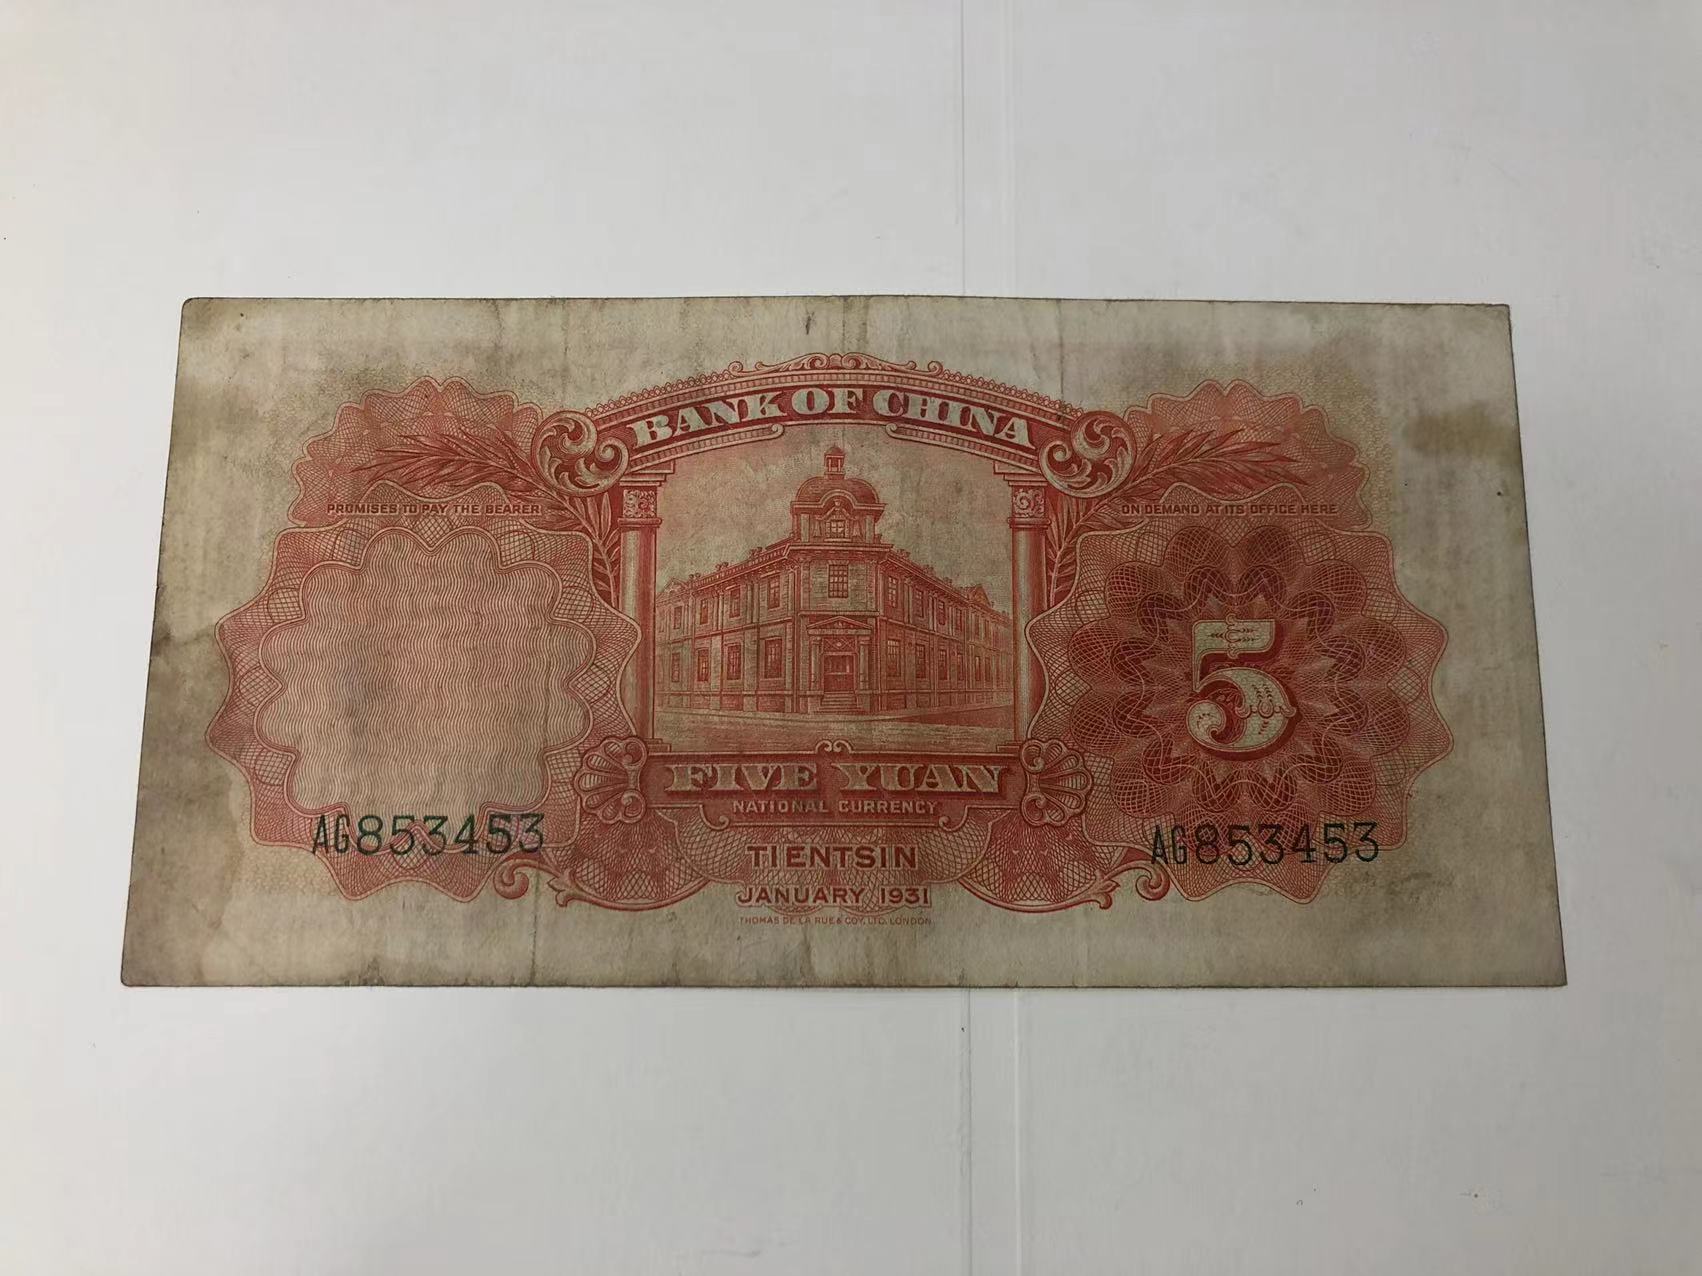 BANK OF CHINA
PROMISES TO PAY THE BEARER
ON DEMAND AT ITS OFFICE HERE
5
FIVE YUAN
NATIONAL CURRENCY
AG853453
AG853453
TIENTSIN
JANUARY, 1931
THOMAS DE LA RUE & COY, LTD. LONDON